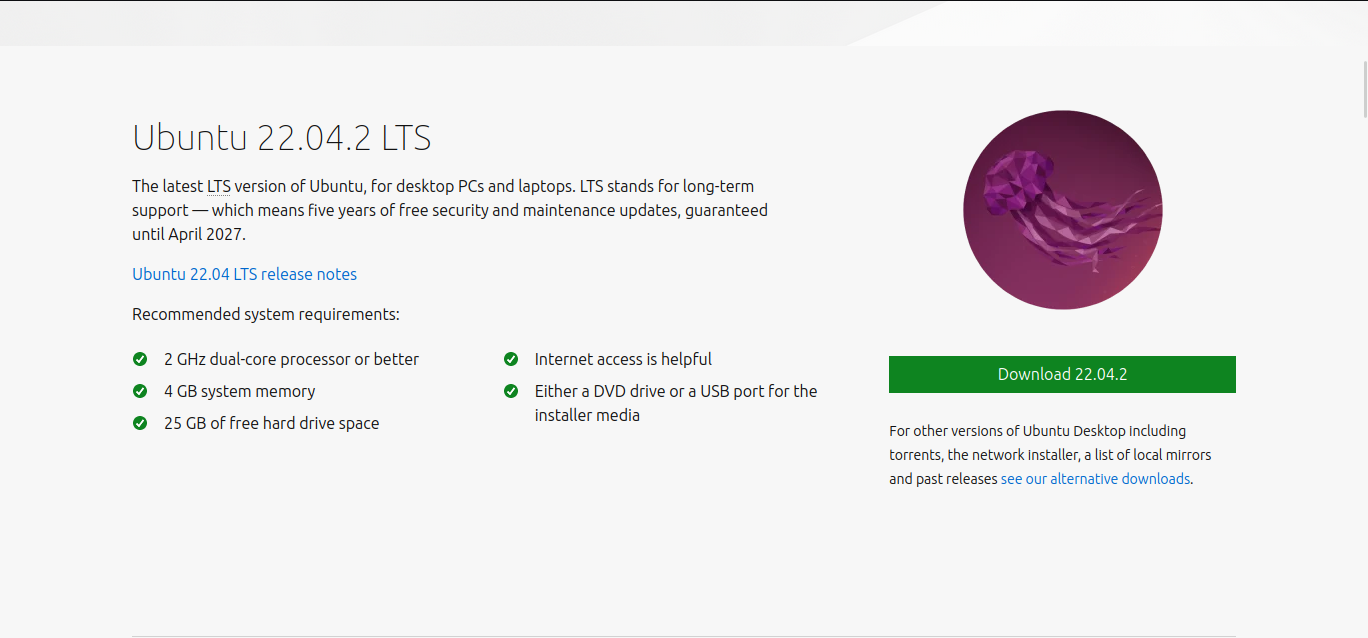 Ubuntu 22.04.2 LTS
The latest LTS version of Ubuntu, for desktop PCs and laptops. LTS stands for long-term
support — which means five years of free security and maintenance updates, guaranteed
until April 2027.
Ubuntu 22.04 LTS release notes
Recommended system requirements:
2 GHz dual-core processor or better
4 GB system memory
25 GB of free hard drive space
Internet access is helpful
Either a DVD drive or a USB port for the
installer media
Download 22.04.2
For other versions of Ubuntu Desktop including
torrents, the network installer, a list of local mirrors
and past releases see our alternative downloads.